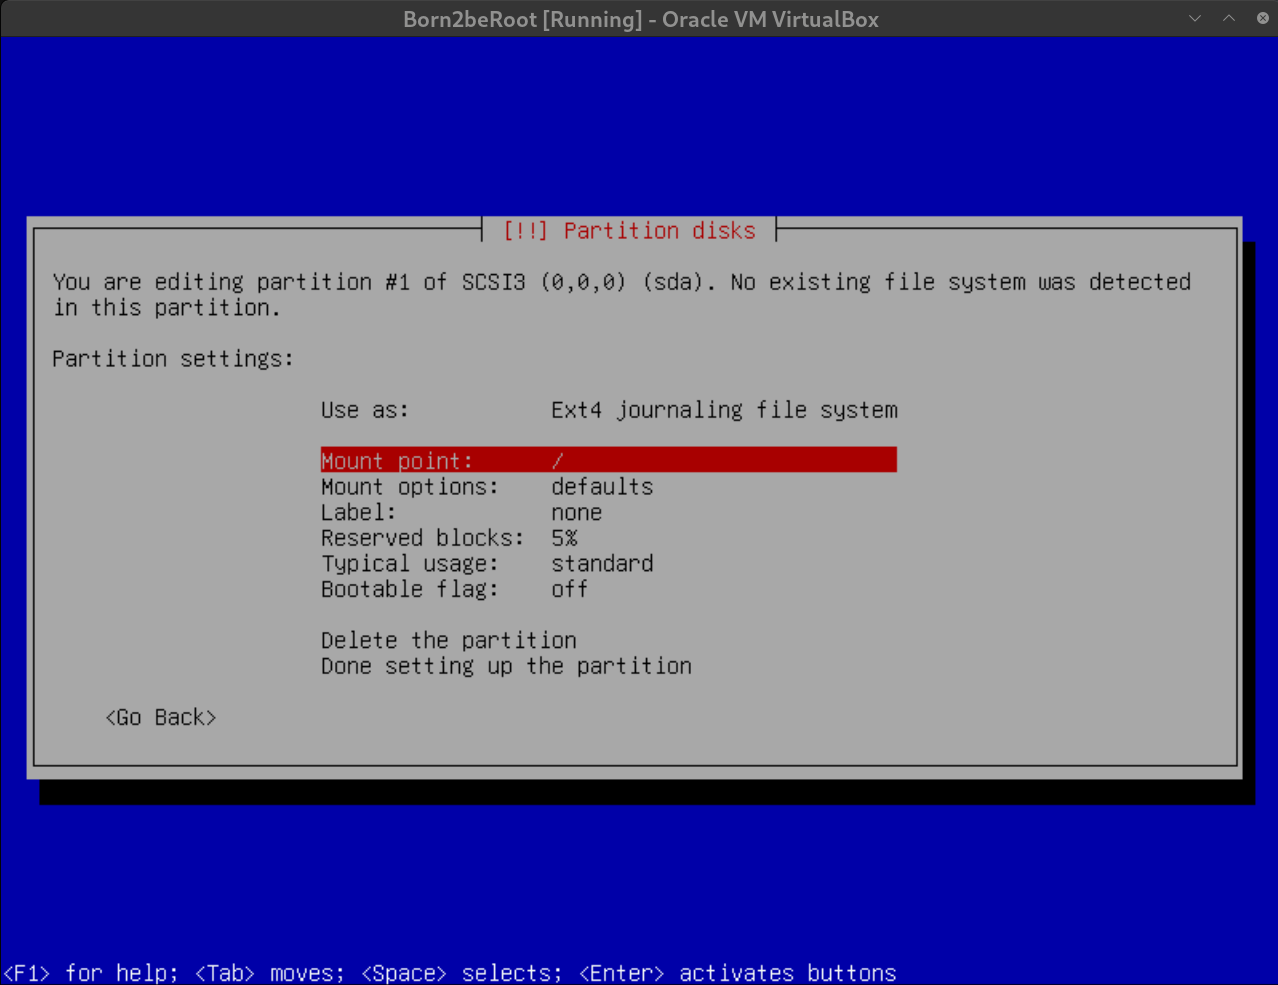 Born2beRoot [Running] - Oracle VM VirtualBox
[!!] Partition disks
You are editing partition #1 of SCSI3 (0,0,0) (sda). No existing file system was detected
in this partition.
Partition settings:
Use as: Ext4 journaling file system
Mount point: /
Mount options: defaults
Label: none
Reserved blocks: 5%
Typical usage: standard
Bootable flag: off
Delete the partition
Done setting up the partition
<Go Back>
<F1> for help; <Tab> moves; <Space> selects; <Enter> activates buttons